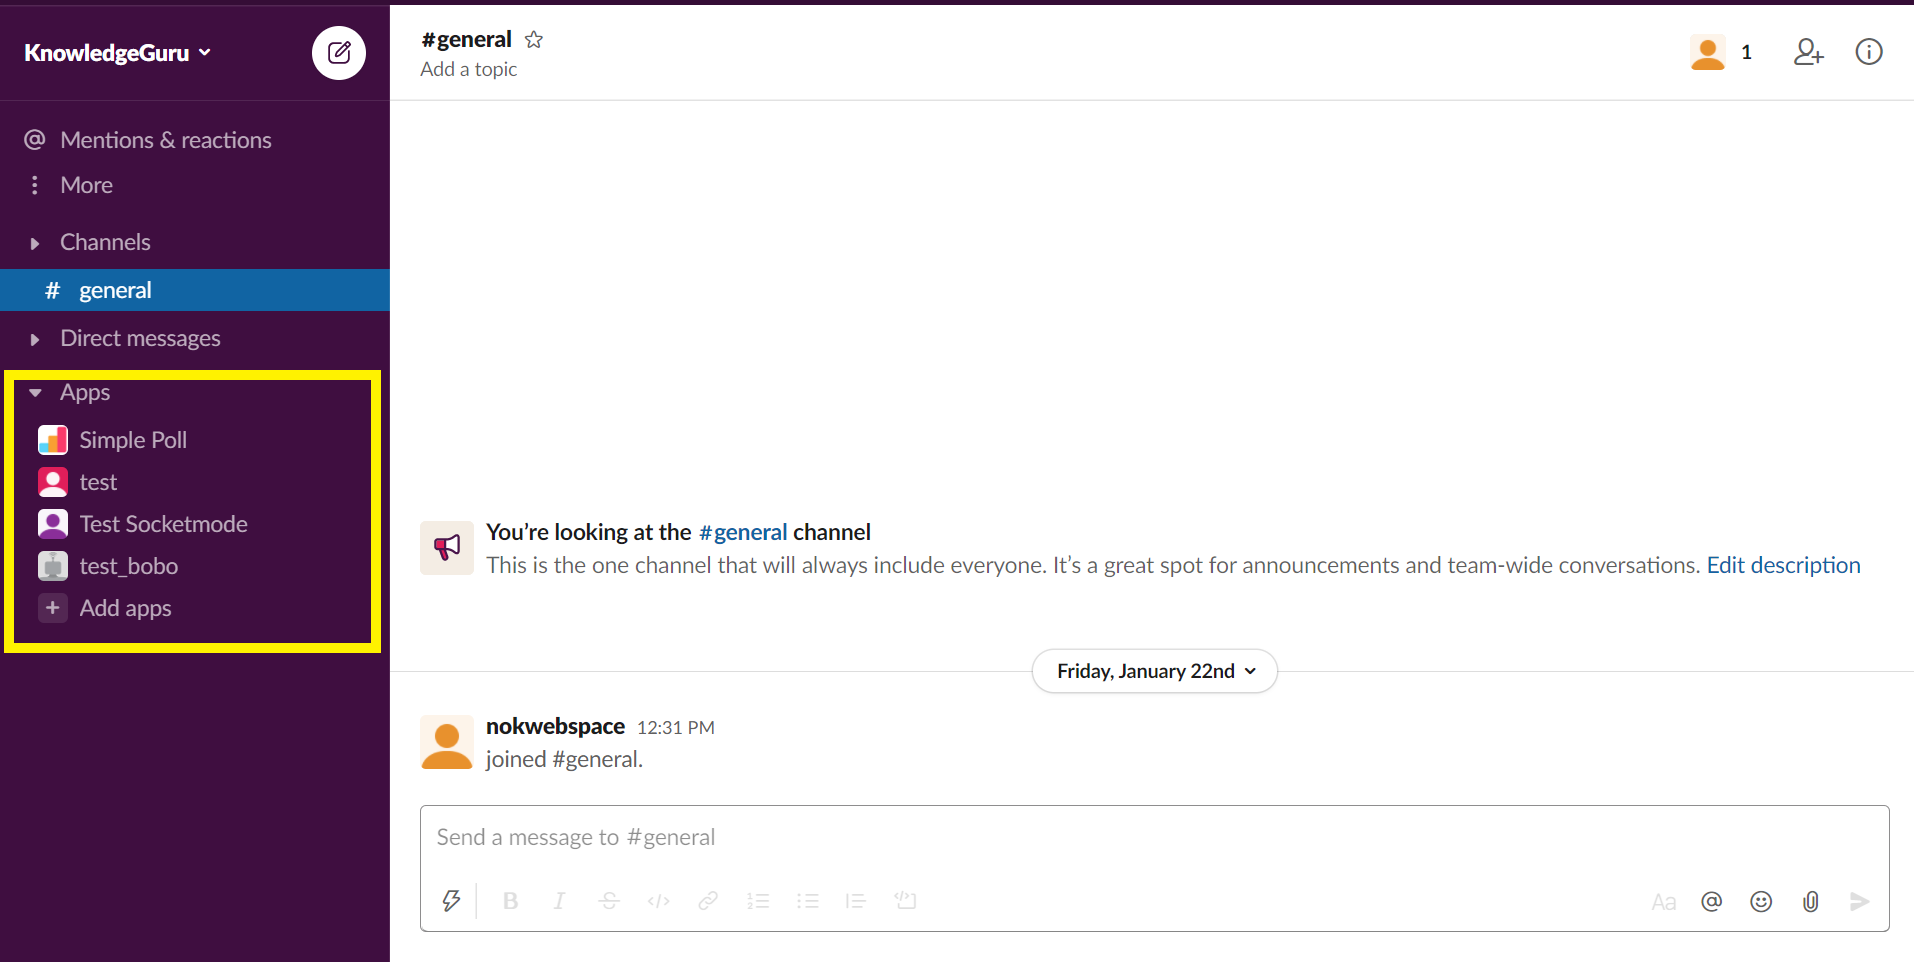 KnowledgeGuru
Mentions & reactions
More
Channels
# general
Direct messages
Apps
Simple Poll
test
Test Socketmode
test_bobo
+ Add apps
#general
Add a topic
1
You’re looking at the #general channel
This is the one channel that will always include everyone. It’s a great spot for announcements and team-wide conversations. Edit description
Friday, January 22nd
nokwebspace 12:31 PM
joined #general.
Send a message to #general
B I S </> Aa @